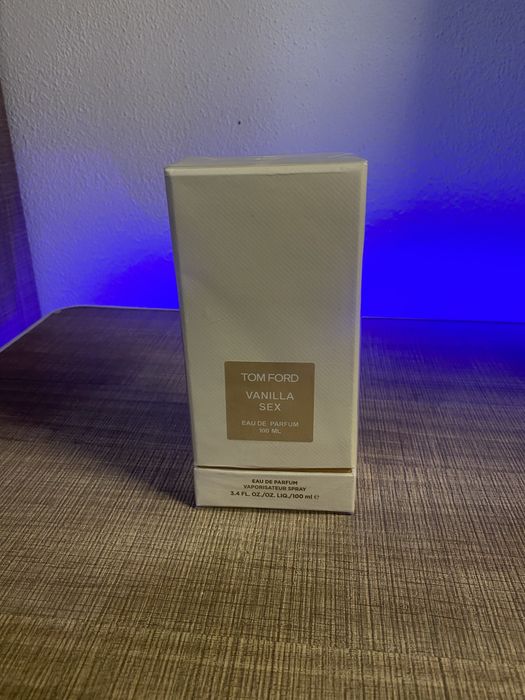 TOM FORD
VANILLA
SEX
EAU DE PARFUM
100 ML
EAU DE PARFUM
VAPORISATEUR SPRAY
3.4 FL. OZ./OZ. LIQ./100 ml ℮